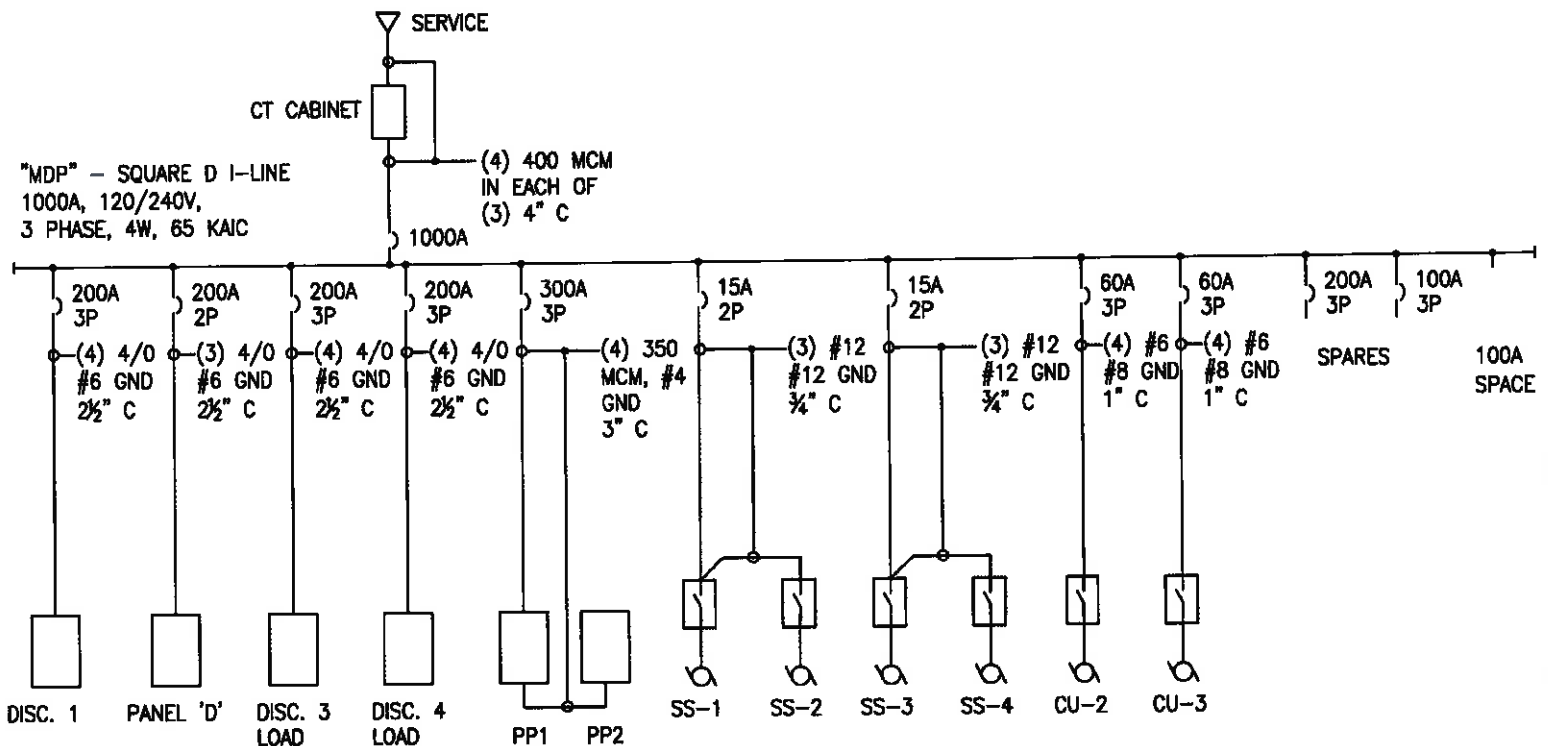 SERVICE
CT CABINET
(4) 400 MCM
IN EACH OF
(3) 4" C
"MDP" – SQUARE D I-LINE
1000A, 120/240V,
3 PHASE, 4W, 65 KAIC
1000A
200A
3P
200A
2P
200A
3P
200A
3P
300A
3P
15A
2P
15A
2P
60A
3P
60A
3P
200A
3P
100A
3P
(4) 4/0
#6 GND
2½" C
(3) 4/0
#6 GND
2½" C
(4) 4/0
#6 GND
2½" C
(4) 4/0
#6 GND
2½" C
(4) 350
MCM, #4
GND
3" C
(3) #12
#12 GND
¾" C
(3) #12
#12 GND
¾" C
(4) #6
#8 GND
1" C
(4) #6
#8 GND
1" C
SPARES
100A
SPACE
DISC. 1
PANEL 'D'
DISC. 3
LOAD
DISC. 4
LOAD
PP1
PP2
SS-1
SS-2
SS-3
SS-4
CU-2
CU-3